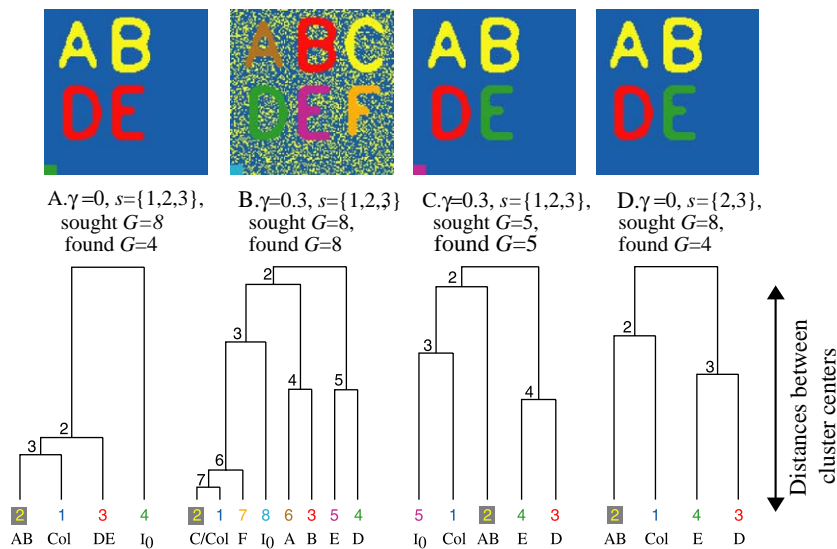 AB
DE
ABC
DEF
AB
DE
AB
DE
A.γ=0, s={1,2,3},
sought G=8
found G=4
B.γ=0.3, s={1,2,3}
sought G=8,
found G=8
C.γ=0.3, s={1,2,3},
sought G=5,
found G=5
D.γ=0, s={2,3},
sought G=8,
found G=4
2
3
2 1 3 4
AB Col DE I0
2
3
4
5
6
7
2 1 7 8 6 3 5 4
C/Col F I0 A B E D
2
3
4
5 1 2 4 3
I0 Col AB E D
2
3
2 1 4 3
AB Col E D
Distances between
cluster centers